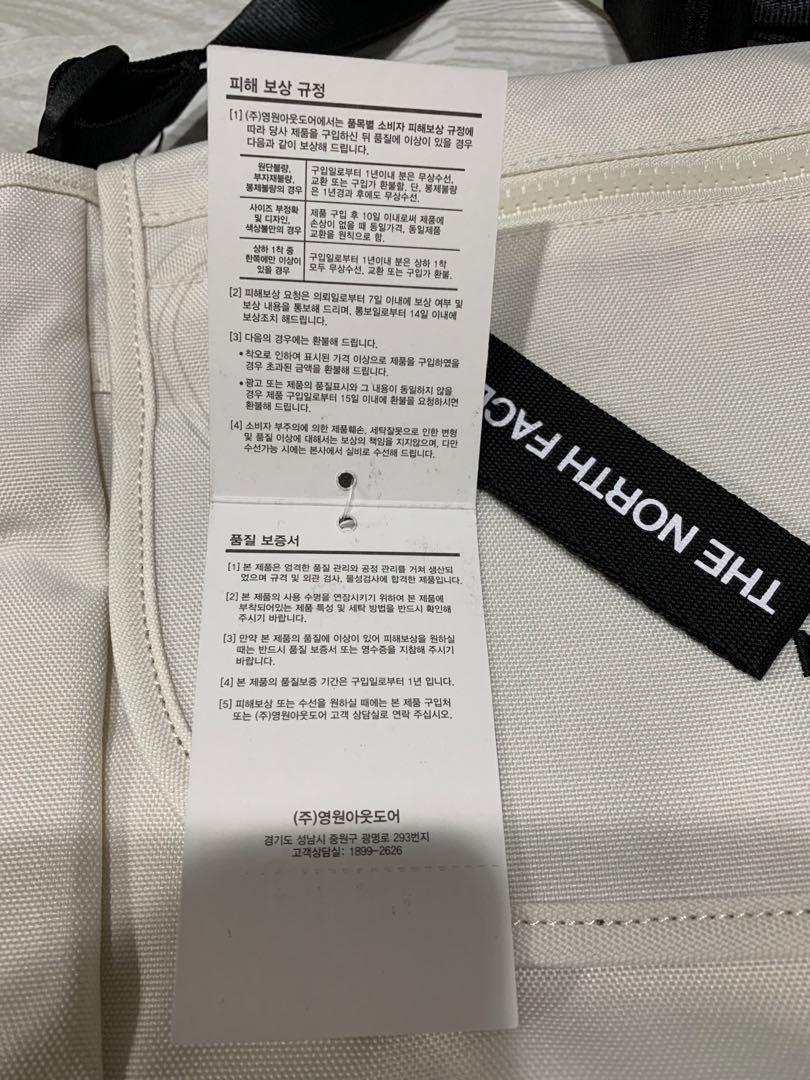 피해 보상 규정
[1] (주)영원아웃도어에서는 품목별 소비자 피해보상 규정에
따라 당사 제품을 구입하신 뒤 품질에 이상이 있을 경우
다음과 같이 보상해 드립니다.
원단불량,
부자재불량,
봉제불량의 경우
구입일로부터 1년이내 분은 무상수선,
교환 또는 구입가 환불함, 단, 봉제불량
은 1년경과 후에도 무상수선.
사이즈 부정확
및 디자인,
색상불만의 경우
제품 구입 후 10일 이내로써 제품에
손상이 없을 때 동일가격, 동일제품
교환을 원칙으로 함.
상하 1착 중
한쪽에만 이상이
있을 경우
구입일로부터 1년이내 분은 상하 1착
모두 무상수선, 교환 또는 구입가 환불.
[2] 피해보상 요청은 의뢰일로부터 7일 이내에 보상 여부 및
보상 내용을 통보해 드리며, 통보일로부터 14일 이내에
보상조치 해드립니다.
[3] 다음의 경우에는 환불해 드립니다.
• 착오로 인하여 표시된 가격 이상으로 제품을 구입하였을
경우 초과된 금액을 환불해 드립니다.
• 광고 또는 제품의 품질표시와 그 내용이 동일하지 않을
경우 제품 구입일로부터 15일 이내에 환불을 요청하시면
환불해 드립니다.
[4] 소비자 부주의에 의한 제품훼손, 세탁잘못으로 인한 변형
및 품질 이상에 대해서는 보상의 책임을 지지않으며, 다만
수선가능 시에는 본사에서 실비로 수선해 드립니다.
품질 보증서
[1] 본 제품은 엄격한 품질 관리와 공정 관리를 거쳐 생산되
었으며 규격 및 외관 검사, 물성검사에 합격한 제품입니다.
[2] 본 제품의 사용 수명을 연장시키기 위하여 본 제품에
부착되어있는 제품 특성 및 세탁 방법을 반드시 확인해
주시기 바랍니다.
[3] 만약 본 제품의 품질에 이상이 있어 피해보상을 원하실
때는 반드시 품질 보증서 또는 영수증을 지참해 주시기
바랍니다.
[4] 본 제품의 품질보증 기간은 구입일로부터 1년 입니다.
[5] 피해보상 또는 수선을 원하실 때에는 본 제품 구입처
또는 (주)영원아웃도어 고객 상담실로 연락 주십시오.
(주)영원아웃도어
경기도 성남시 중원구 광명로 293번지
고객상담실: 1899-2626
THE NORTH FACE